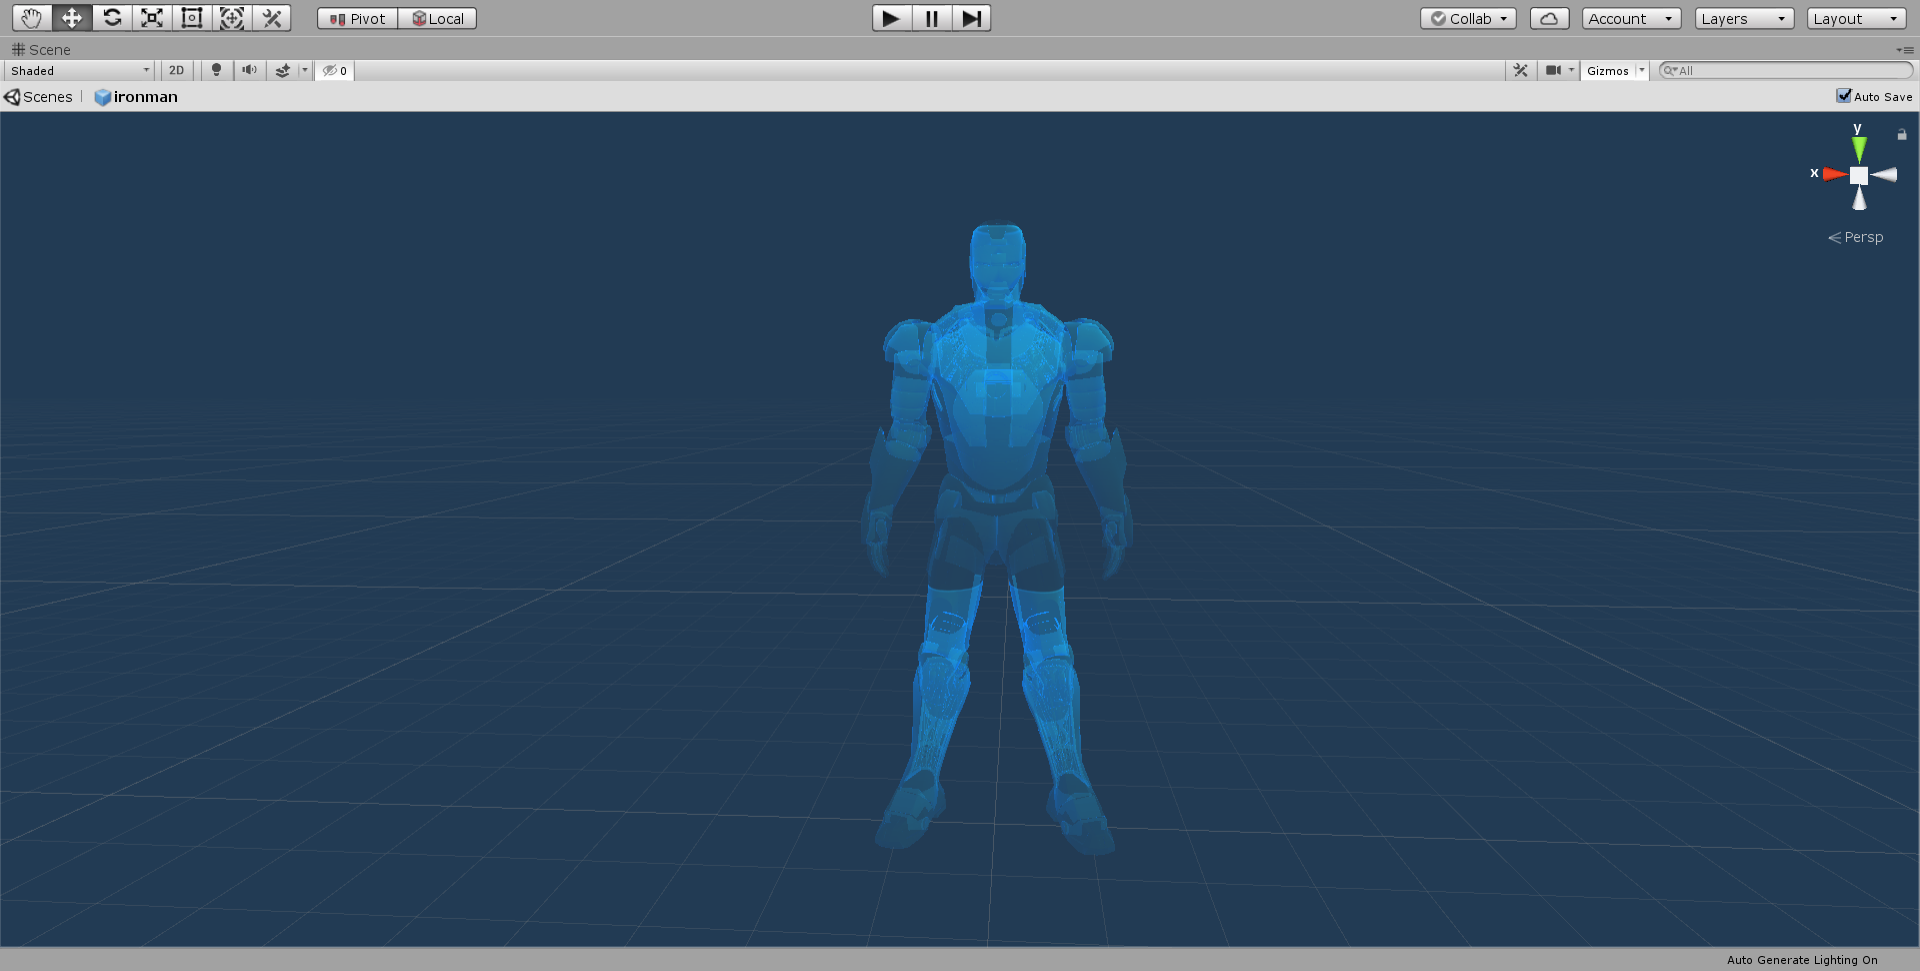 Pivot Local Collab Account Layers Layout
Scene
Shaded 2D 0 Gizmos All
Scenes ironman Auto Save
y
x
Persp
Auto Generate Lighting On